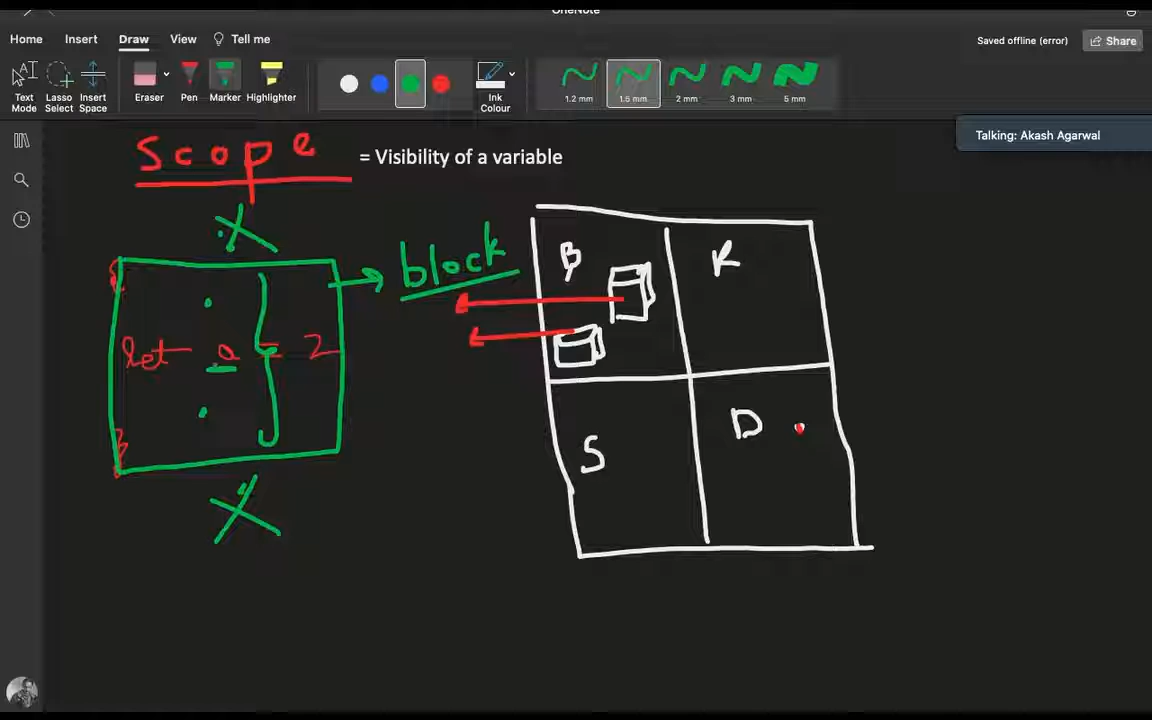 OneNote
Home Insert Draw View Tell me
Saved offline (error) Share
Text Mode
Lasso Select
Insert Space
Eraser
Pen
Marker
Highlighter
Ink Colour
1.2 mm 1.5 mm 2 mm 3 mm 5 mm
Talking: Akash Agarwal
Scope = Visibility of a variable
X
block
{
let a = 2
}
X
B K
S D